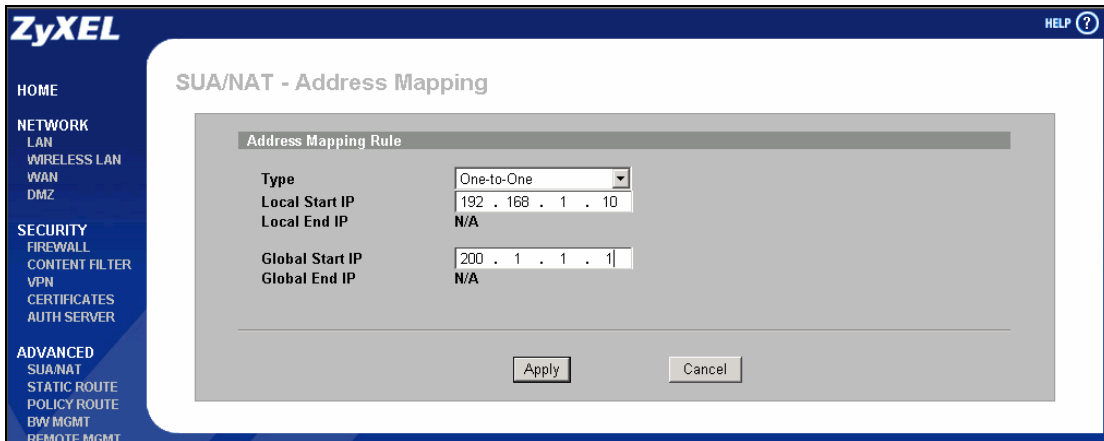 ZyXEL
HELP ?
HOME
NETWORK
LAN
WIRELESS LAN
WAN
DMZ
SECURITY
FIREWALL
CONTENT FILTER
VPN
CERTIFICATES
AUTH SERVER
ADVANCED
SUA/NAT
STATIC ROUTE
POLICY ROUTE
BW MGMT
REMOTE MGMT
SUA/NAT - Address Mapping
Address Mapping Rule
Type One-to-One
Local Start IP 192 . 168 . 1 . 10
Local End IP N/A
Global Start IP 200 . 1 . 1 . 1
Global End IP N/A
Apply Cancel